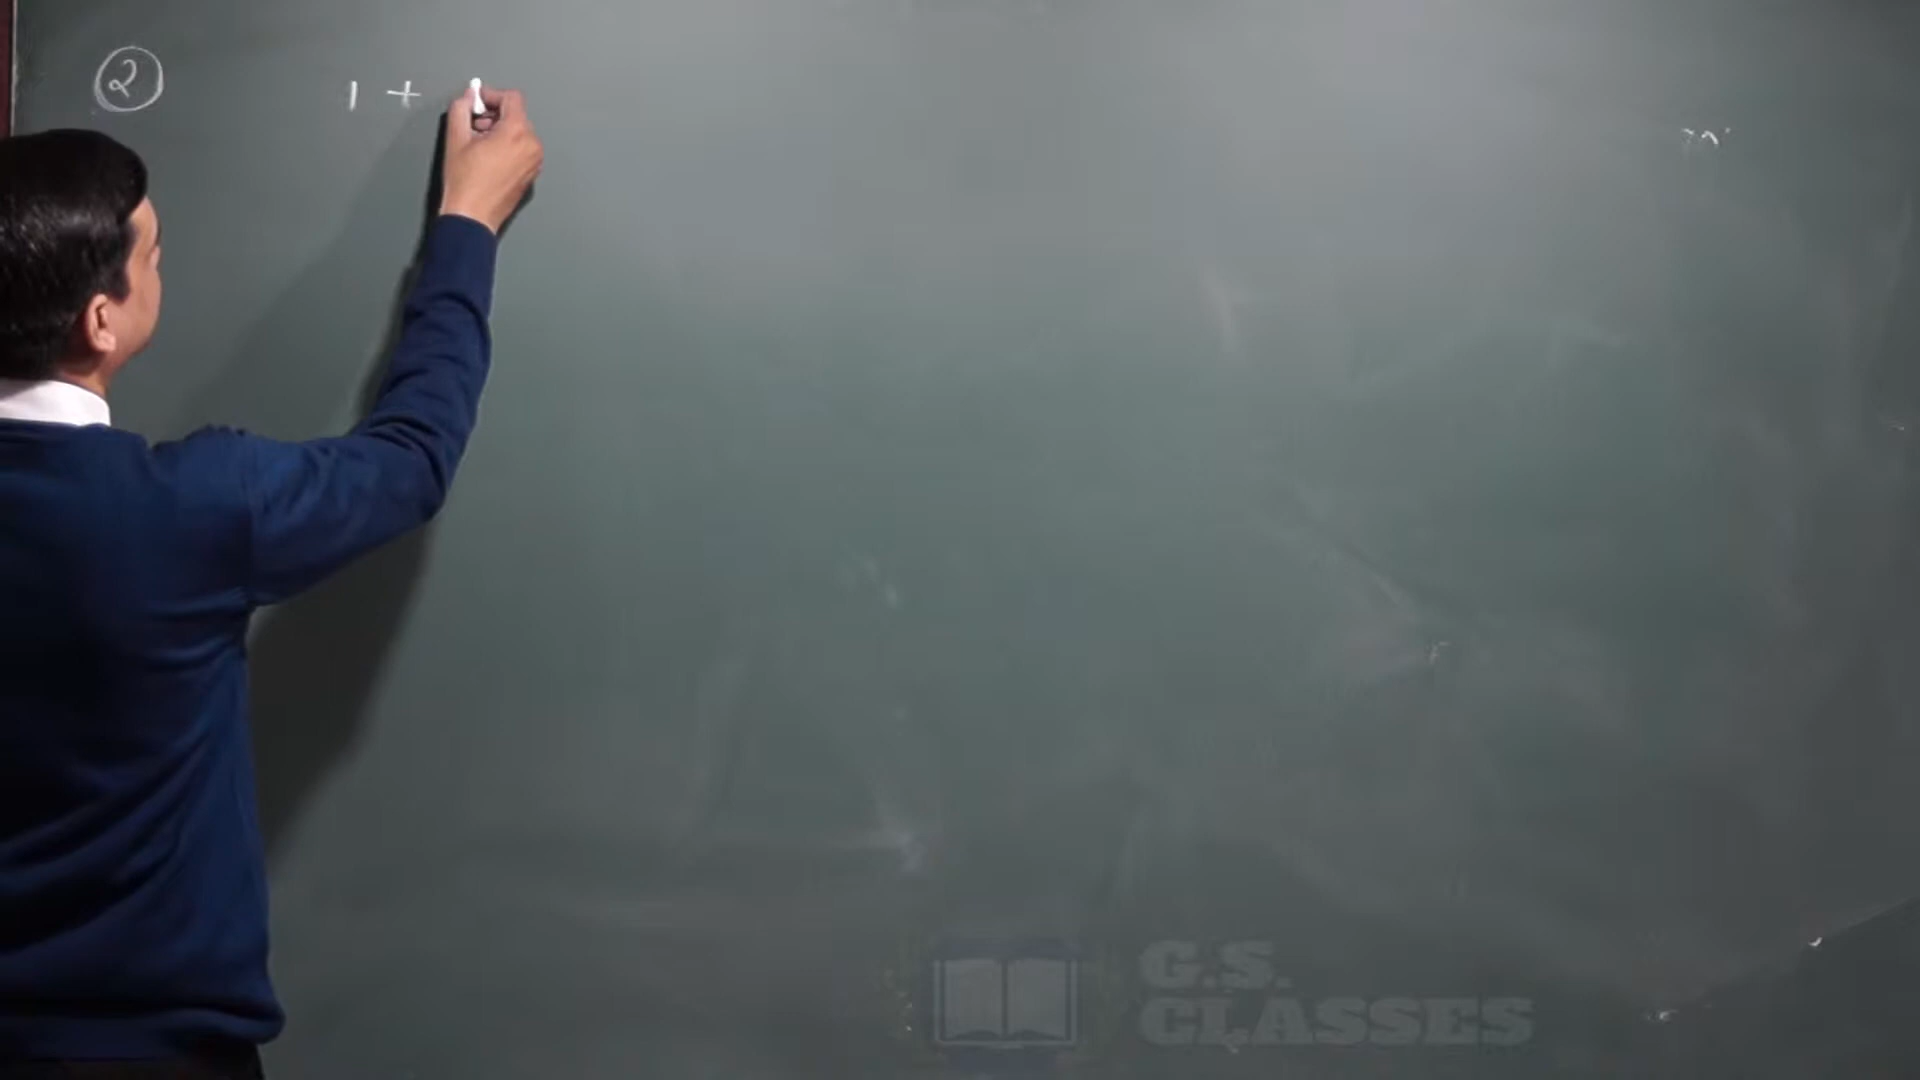 ② 1 +
G.S.
CLASSES